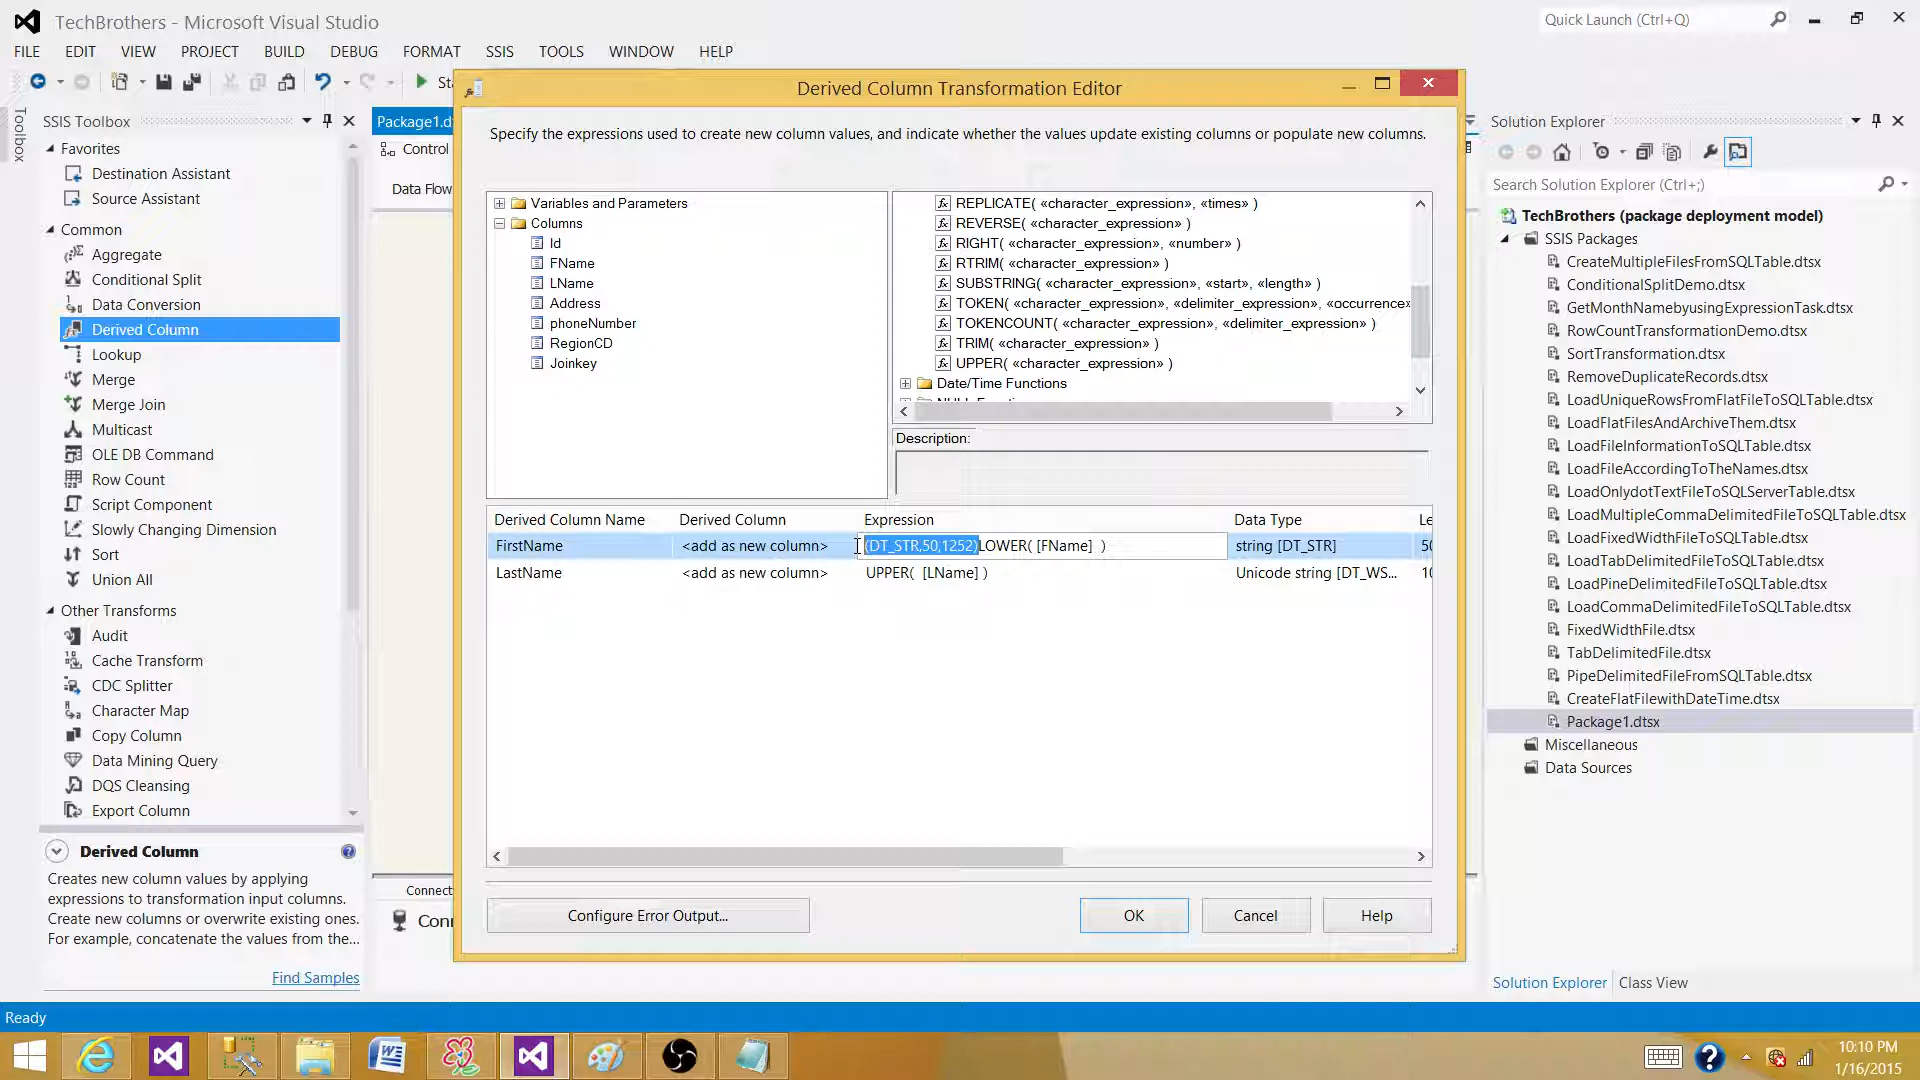 TechBrothers - Microsoft Visual Studio
Quick Launch (Ctrl+Q)
FILE EDIT VIEW PROJECT BUILD DEBUG FORMAT SSIS TOOLS WINDOW HELP
Derived Column Transformation Editor
Toolbox
SSIS Toolbox
Favorites
Destination Assistant
Source Assistant
Common
Aggregate
Conditional Split
Data Conversion
Derived Column
Lookup
Merge
Merge Join
Multicast
OLE DB Command
Row Count
Script Component
Slowly Changing Dimension
Sort
Union All
Other Transforms
Audit
Cache Transform
CDC Splitter
Character Map
Copy Column
Data Mining Query
DQS Cleansing
Export Column
Derived Column
Creates new column values by applying
expressions to transformation input columns.
Create new columns or overwrite existing ones.
For example, concatenate the values from the...
Find Samples
Package1.d
Control
Data Flow
Specify the expressions used to create new column values, and indicate whether the values update existing columns or populate new columns.
Variables and Parameters
Columns
Id
FName
LName
Address
phoneNumber
RegionCD
Joinkey
REPLICATE( «character_expression», «times» )
REVERSE( «character_expression» )
RIGHT( «character_expression», «number» )
RTRIM( «character_expression» )
SUBSTRING( «character_expression», «start», «length» )
TOKEN( «character_expression», «delimiter_expression», «occurrence»
TOKENCOUNT( «character_expression», «delimiter_expression» )
TRIM( «character_expression» )
UPPER( «character_expression» )
Date/Time Functions
Description:
Derived Column Name Derived Column Expression Data Type Le
FirstName <add as new column> (DT_STR,50,1252)LOWER( [FName] ) string [DT_STR] 50
LastName <add as new column> UPPER( [LName] ) Unicode string [DT_WS... 10
Configure Error Output... OK Cancel Help
Connect
Conn
Solution Explorer
Search Solution Explorer (Ctrl+;)
TechBrothers (package deployment model)
SSIS Packages
CreateMultipleFilesFromSQLTable.dtsx
ConditionalSplitDemo.dtsx
GetMonthNamebyusingExpressionTask.dtsx
RowCountTransformationDemo.dtsx
SortTransformation.dtsx
RemoveDuplicateRecords.dtsx
LoadUniqueRowsFromFlatFileToSQLTable.dtsx
LoadFlatFilesAndArchiveThem.dtsx
LoadFileInformationToSQLTable.dtsx
LoadFileAccordingToTheNames.dtsx
LoadOnlydotTextFileToSQLServerTable.dtsx
LoadMultipleCommaDelimitedFileToSQLTable.dtsx
LoadFixedWidthFileToSQLTable.dtsx
LoadTabDelimitedFileToSQLTable.dtsx
LoadPineDelimitedFileToSQLTable.dtsx
LoadCommaDelimitedFileToSQLTable.dtsx
FixedWidthFile.dtsx
TabDelimitedFile.dtsx
PipeDelimitedFileFromSQLTable.dtsx
CreateFlatFilewithDateTime.dtsx
Package1.dtsx
Miscellaneous
Data Sources
Solution Explorer Class View
Ready
10:10 PM
1/16/2015